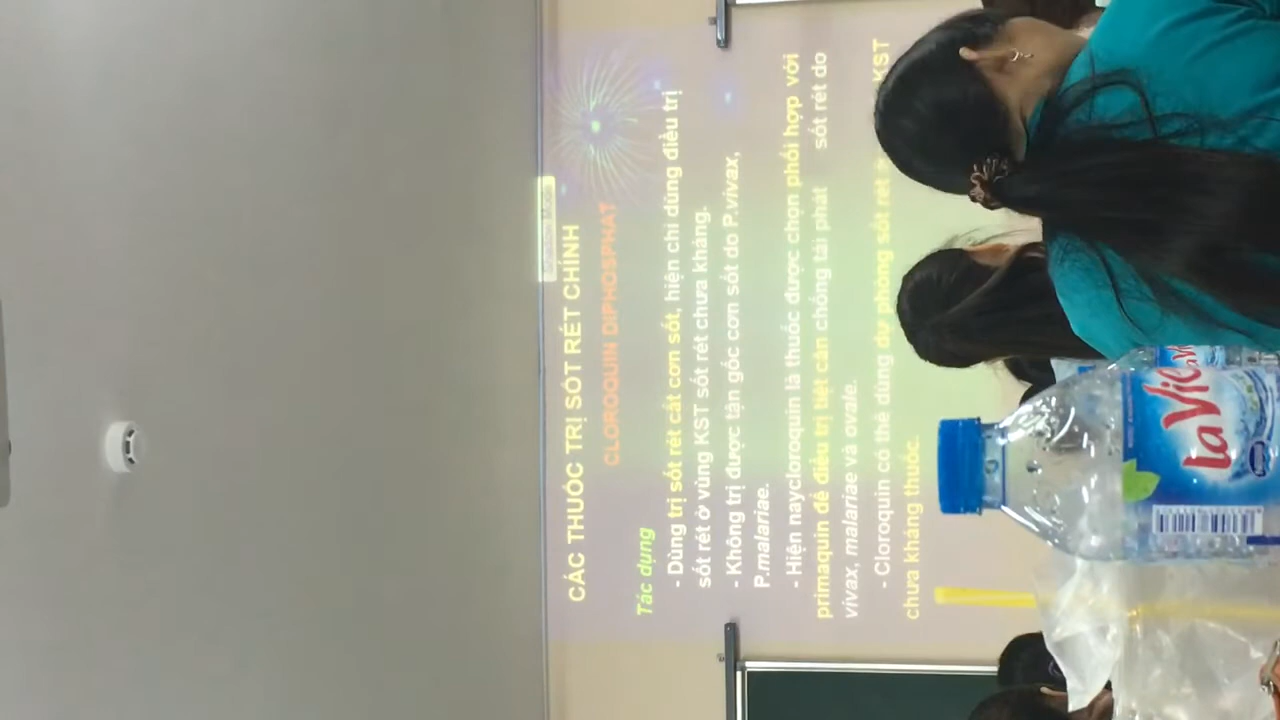 CÁC THUỐC TRỊ SỐT RÉT CHÍNH
CLOROQUIN DIPHOSPHAT
Tác dụng
- Dùng trị sốt rét cắt cơn sốt, hiện chỉ dùng điều trị
sốt rét ở vùng KST sốt rét chưa kháng.
- Không trị được tận gốc cơn sốt do P.vivax,
P.malariae.
- Hiện naycloroquin là thuốc được chọn phối hợp với
primaquin để điều trị tiệt căn chống tái phát sốt rét do
vivax, malariae và ovale.
- Cloroquin có thể dùng dự phòng sốt rét KST
chưa kháng thuốc.
la Vie